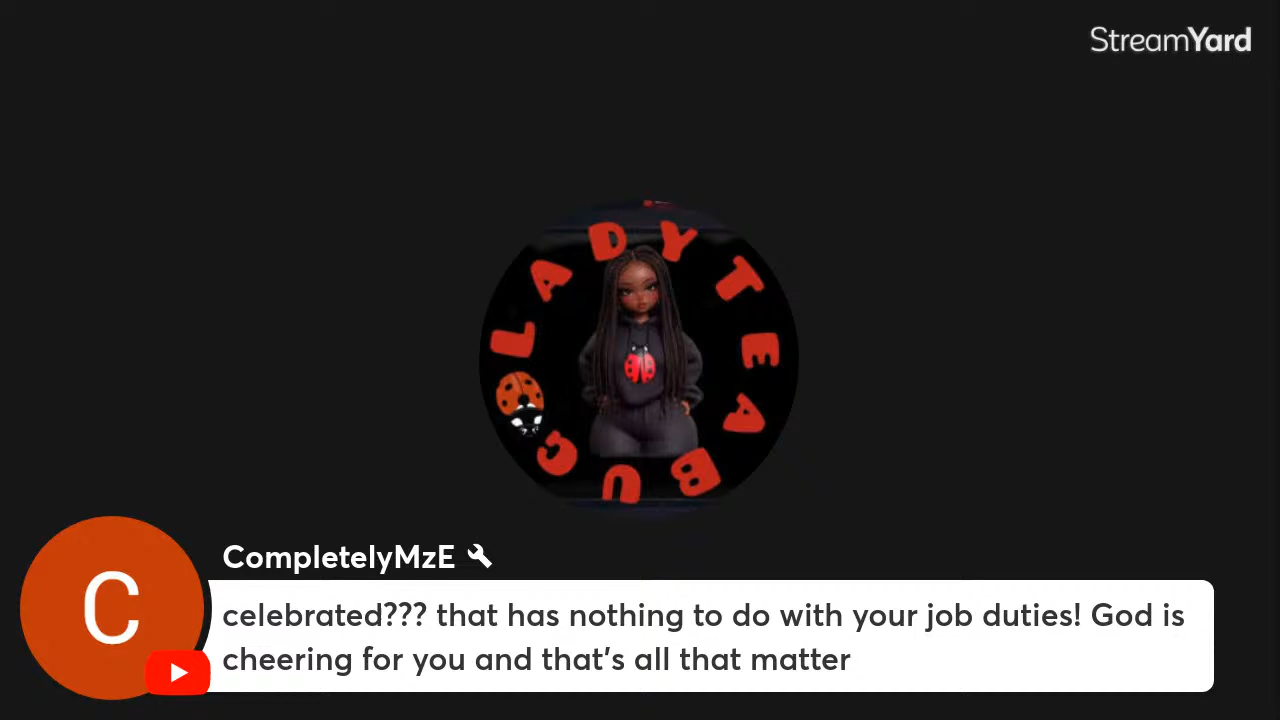 StreamYard
LADYTEABUG
CompletelyMzE
C
celebrated??? that has nothing to do with your job duties! God is
cheering for you and that's all that matter